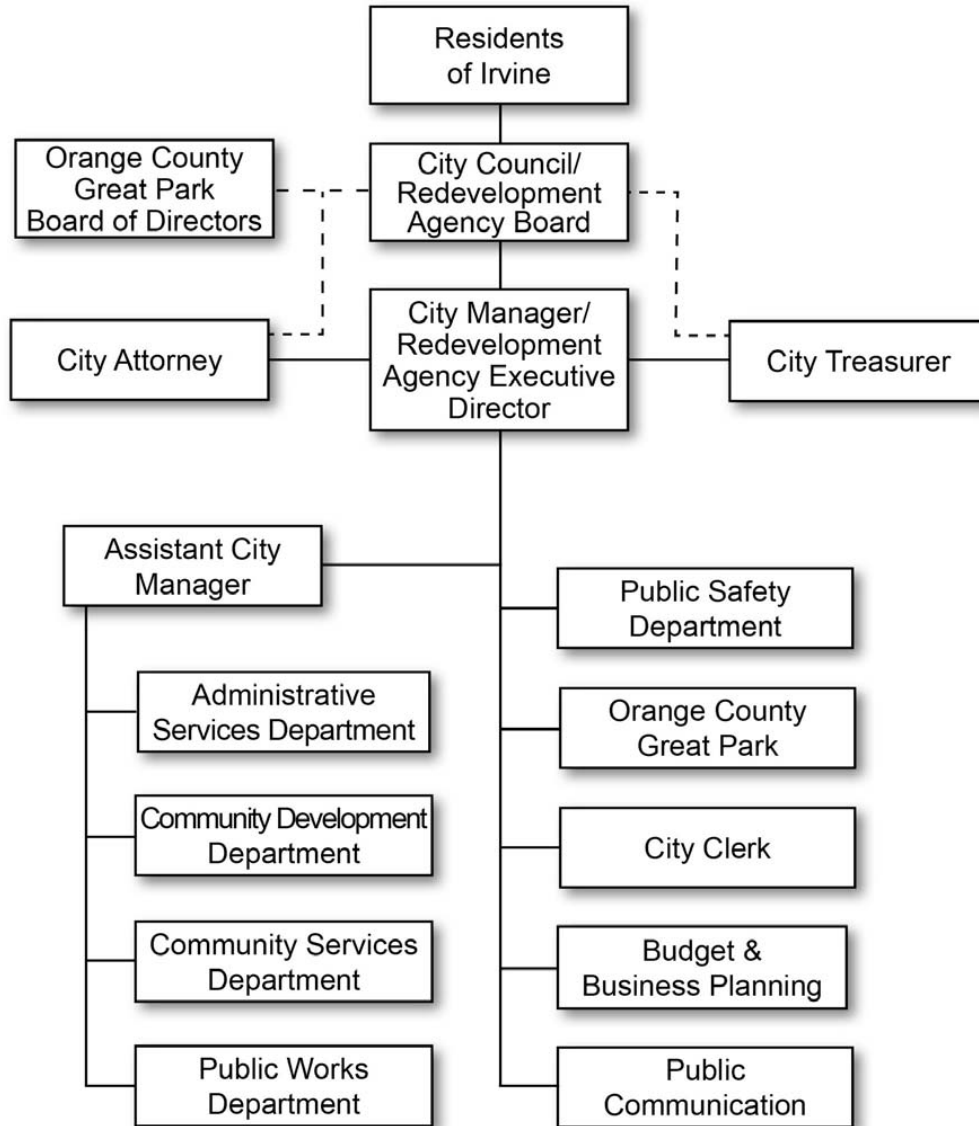 Residents
of Irvine
Orange County
Great Park
Board of Directors
City Council/
Redevelopment
Agency Board
City Attorney
City Manager/
Redevelopment
Agency Executive
Director
City Treasurer
Assistant City
Manager
Administrative
Services Department
Community Development
Department
Community Services
Department
Public Works
Department
Public Safety
Department
Orange County
Great Park
City Clerk
Budget &
Business Planning
Public
Communication